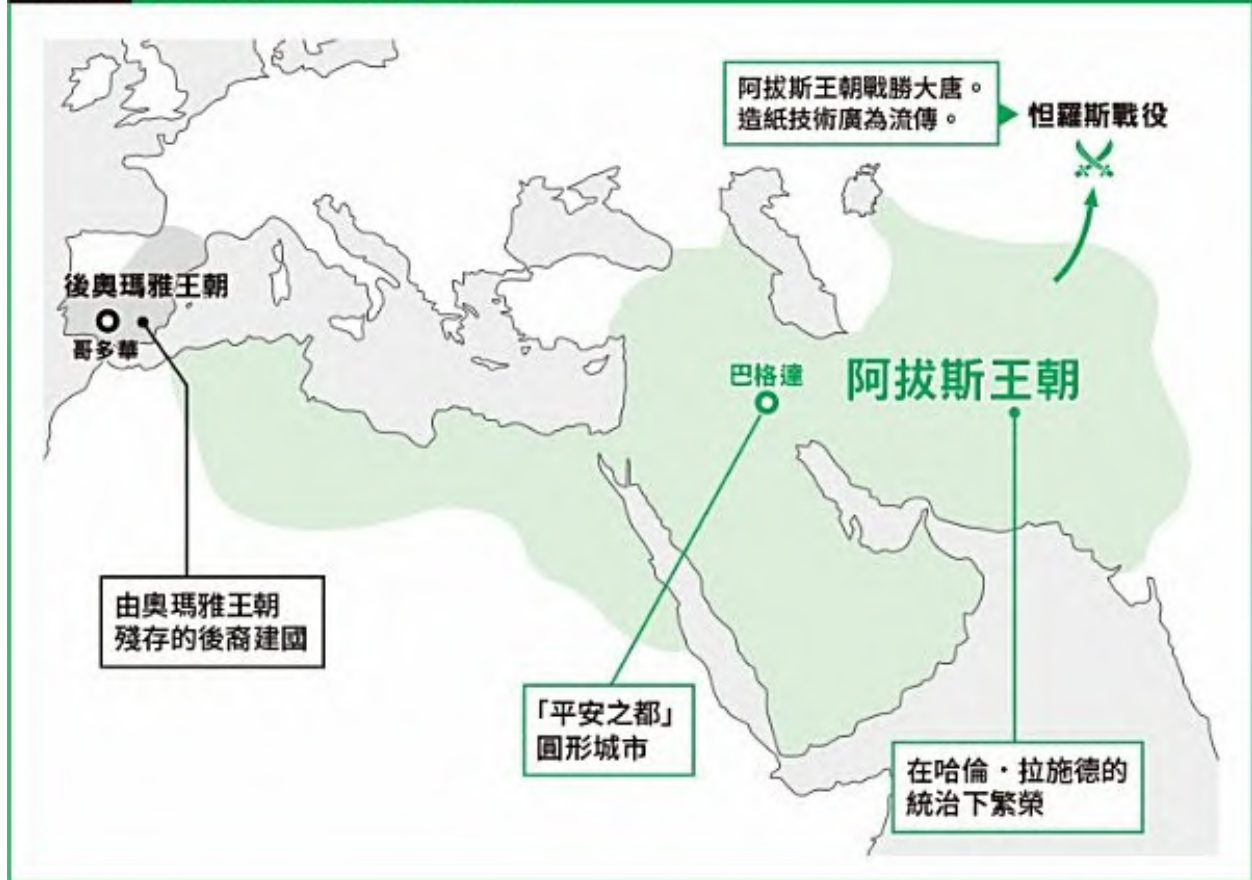 阿拔斯王朝戰勝大唐。
造紙技術廣為流傳。
怛羅斯戰役
後奧瑪雅王朝
哥多華
巴格達
阿拔斯王朝
由奧瑪雅王朝
殘存的後裔建國
「平安之都」
圓形城市
在哈倫・拉施德的
統治下繁榮